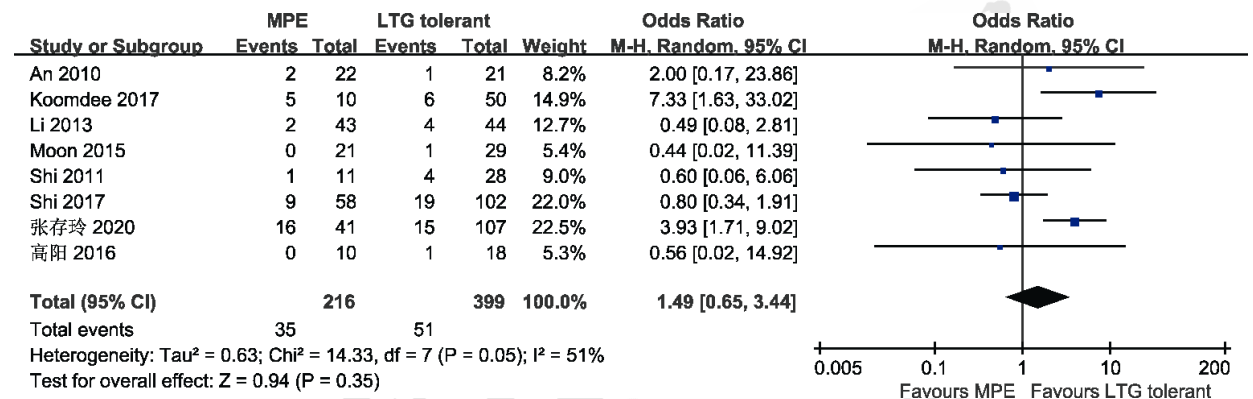 MPE LTG tolerant Odds Ratio Odds Ratio
Study or Subgroup Events Total Events Total Weight M-H, Random, 95% CI M-H, Random, 95% CI
An 2010 2 22 1 21 8.2% 2.00 [0.17, 23.86]
Koomdee 2017 5 10 6 50 14.9% 7.33 [1.63, 33.02]
Li 2013 2 43 4 44 12.7% 0.49 [0.08, 2.81]
Moon 2015 0 21 1 29 5.4% 0.44 [0.02, 11.39]
Shi 2011 1 11 4 28 9.0% 0.60 [0.06, 6.06]
Shi 2017 9 58 19 102 22.0% 0.80 [0.34, 1.91]
张存玲 2020 16 41 15 107 22.5% 3.93 [1.71, 9.02]
高阳 2016 0 10 1 18 5.3% 0.56 [0.02, 14.92]
Total (95% CI) 216 399 100.0% 1.49 [0.65, 3.44]
Total events 35 51
Heterogeneity: Tau² = 0.63; Chi² = 14.33, df = 7 (P = 0.05); I² = 51%
Test for overall effect: Z = 0.94 (P = 0.35)
0.005 0.1 1 10 200
Favours MPE Favours LTG tolerant